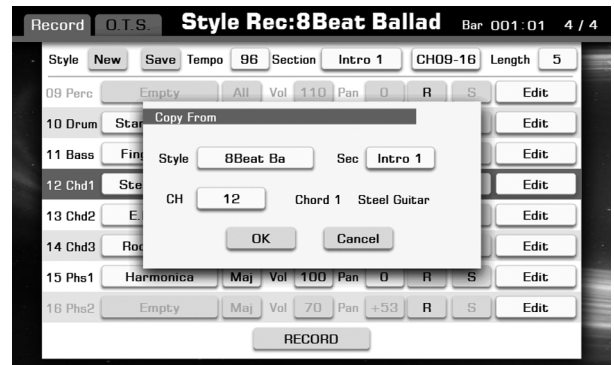 Record O.T.S. Style Rec:8Beat Ballad Bar 001:01 4/4
Style New Save Tempo 96 Section Intro 1 CH09-16 Length 5
09 Perc Empty All Vol 110 Pan 0 R S Edit
10 Drum Star Edit
Copy From
11 Bass Fing Edit
Style 8Beat Ba Sec Intro 1
12 Chd1 Ste Edit
CH 12 Chord 1 Steel Guitar
13 Chd2 E. Edit
OK Cancel
14 Chd3 Roc Edit
15 Phs1 Harmonica Maj Vol 100 Pan 0 R S Edit
16 Phs2 Empty Maj Vol 70 Pan +53 R S Edit
RECORD